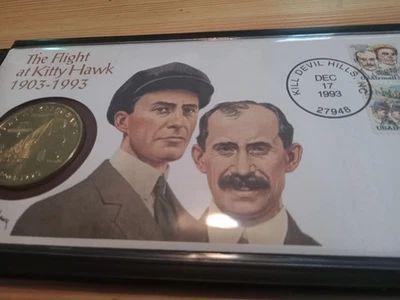 The Flight
at Kitty Hawk
1903-1993
KILL DEVIL HILLS, NC
DEC
17
1993
27948